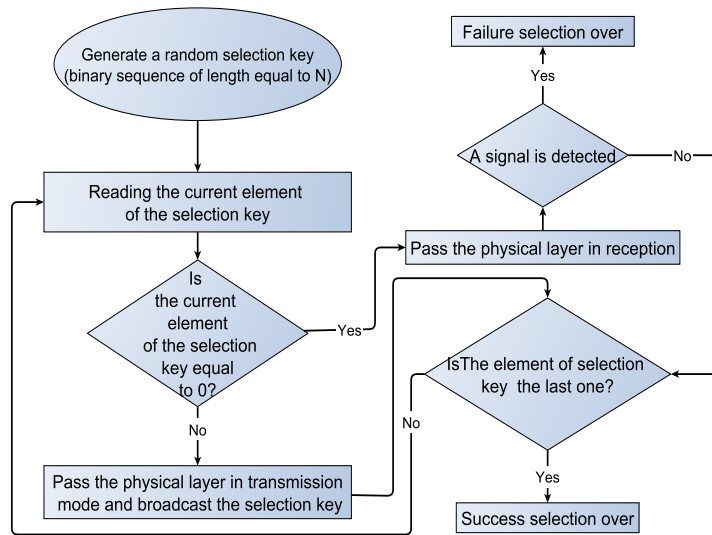 Generate a random selection key
(binary sequence of length equal to N)
Reading the current element
of the selection key
Is
the current
element
of the selection
key equal
to 0?
Yes
No
Pass the physical layer in transmission
mode and broadcast the selection key
Failure selection over
Yes
A signal is detected
No
Pass the physical layer in reception
IsThe element of selection
key the last one?
No
Yes
Success selection over